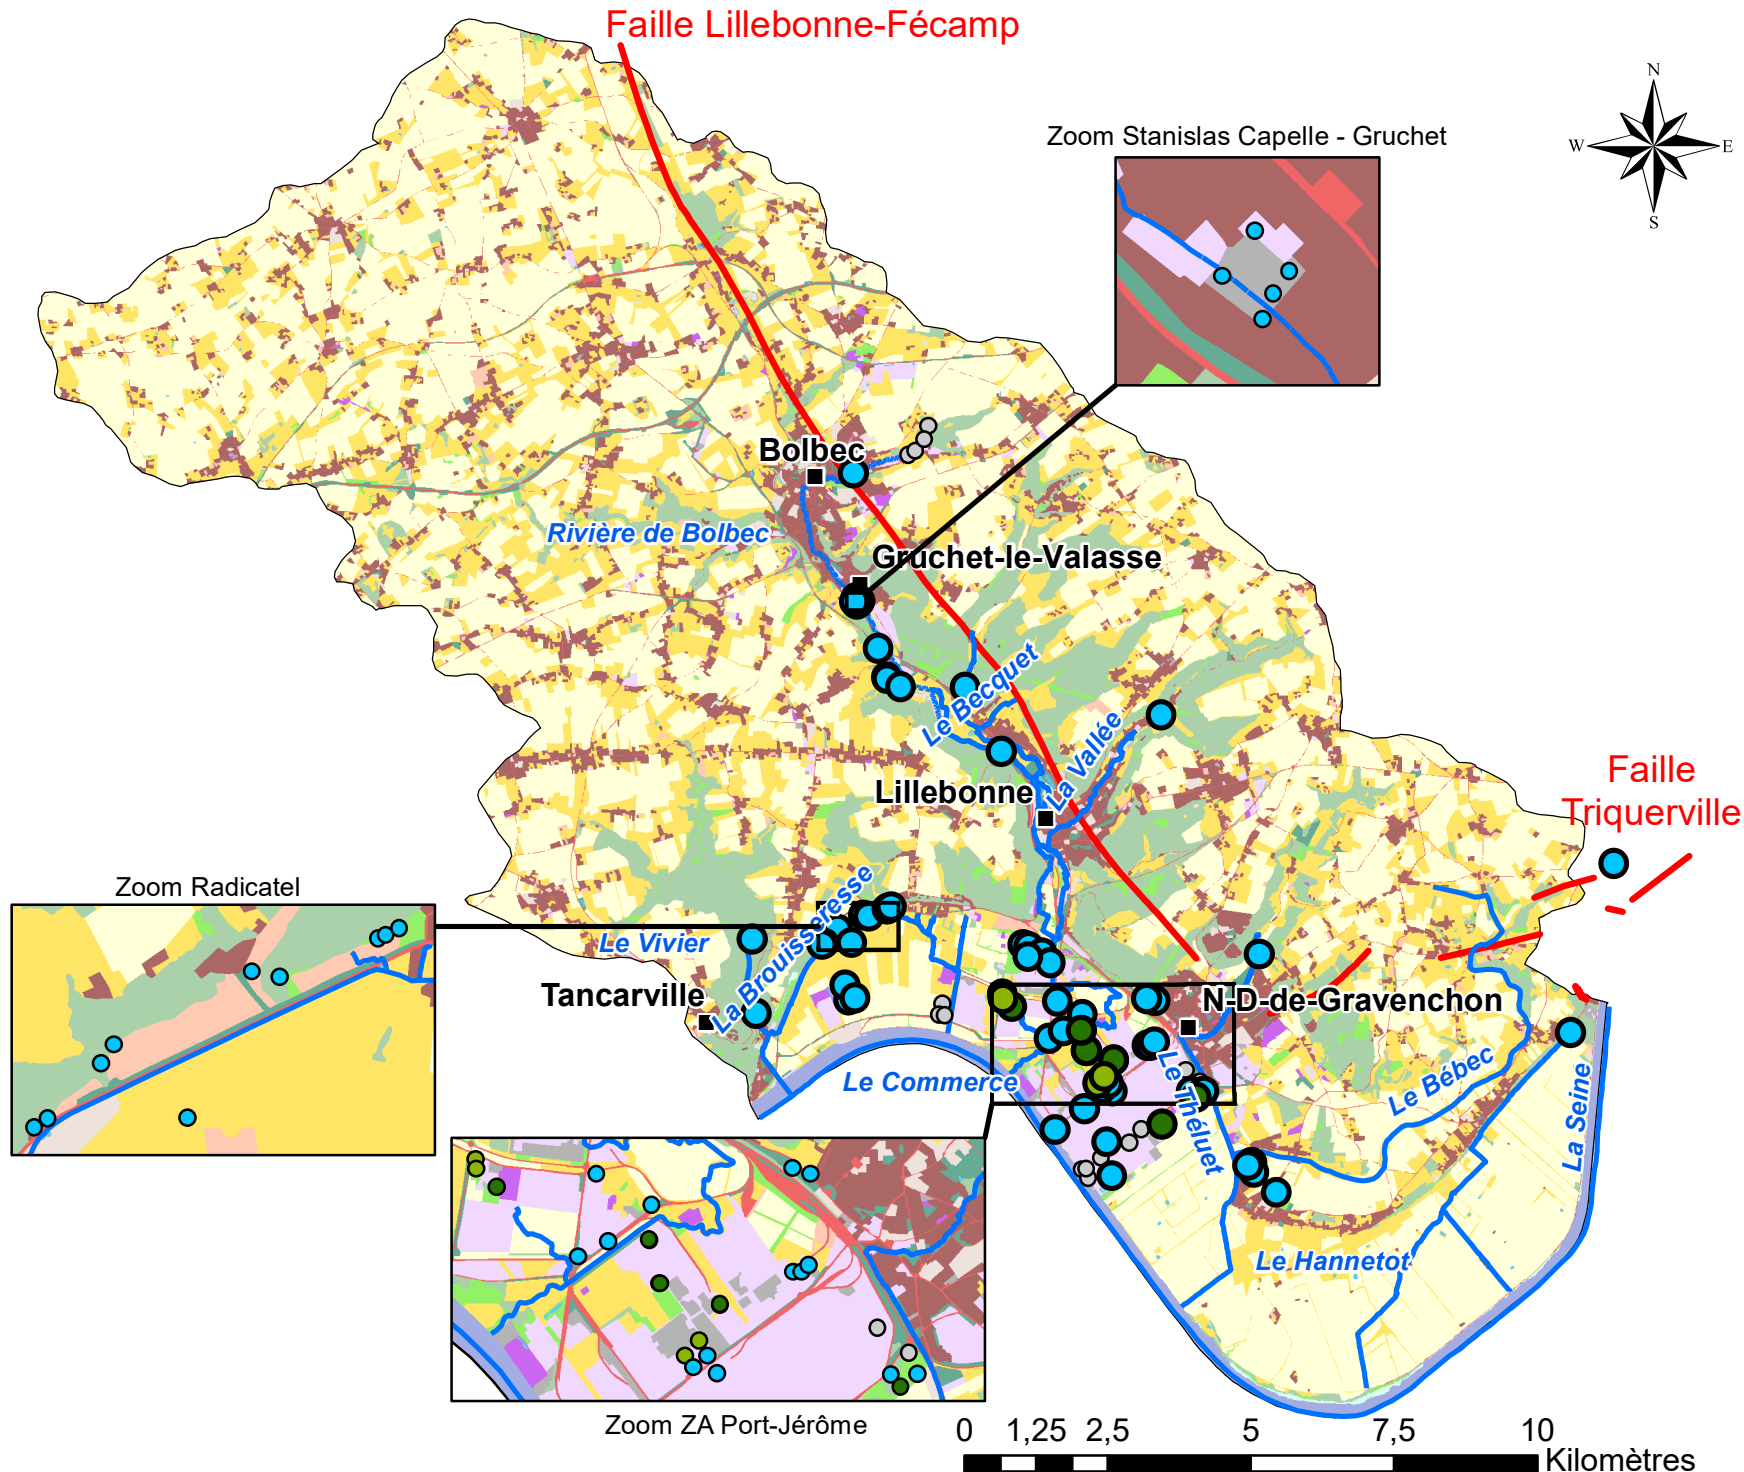 Faille Lillebonne-Fécamp
N
W
E
S
Zoom Stanislas Capelle - Gruchet
Bolbec
Rivière de Bolbec
Gruchet-le-Valasse
Le Becquet
La Vallée
Lillebonne
Faille
Triquerville
Zoom Radicatel
La Brouisseresse
Le Vivier
Tancarville
N-D-de-Gravenchon
Le Commerce
Le Théluet
Le Bébec
La Seine
Le Hannetot
Zoom ZA Port-Jérôme
0 1,25 2,5 5 7,5 10
Kilomètres